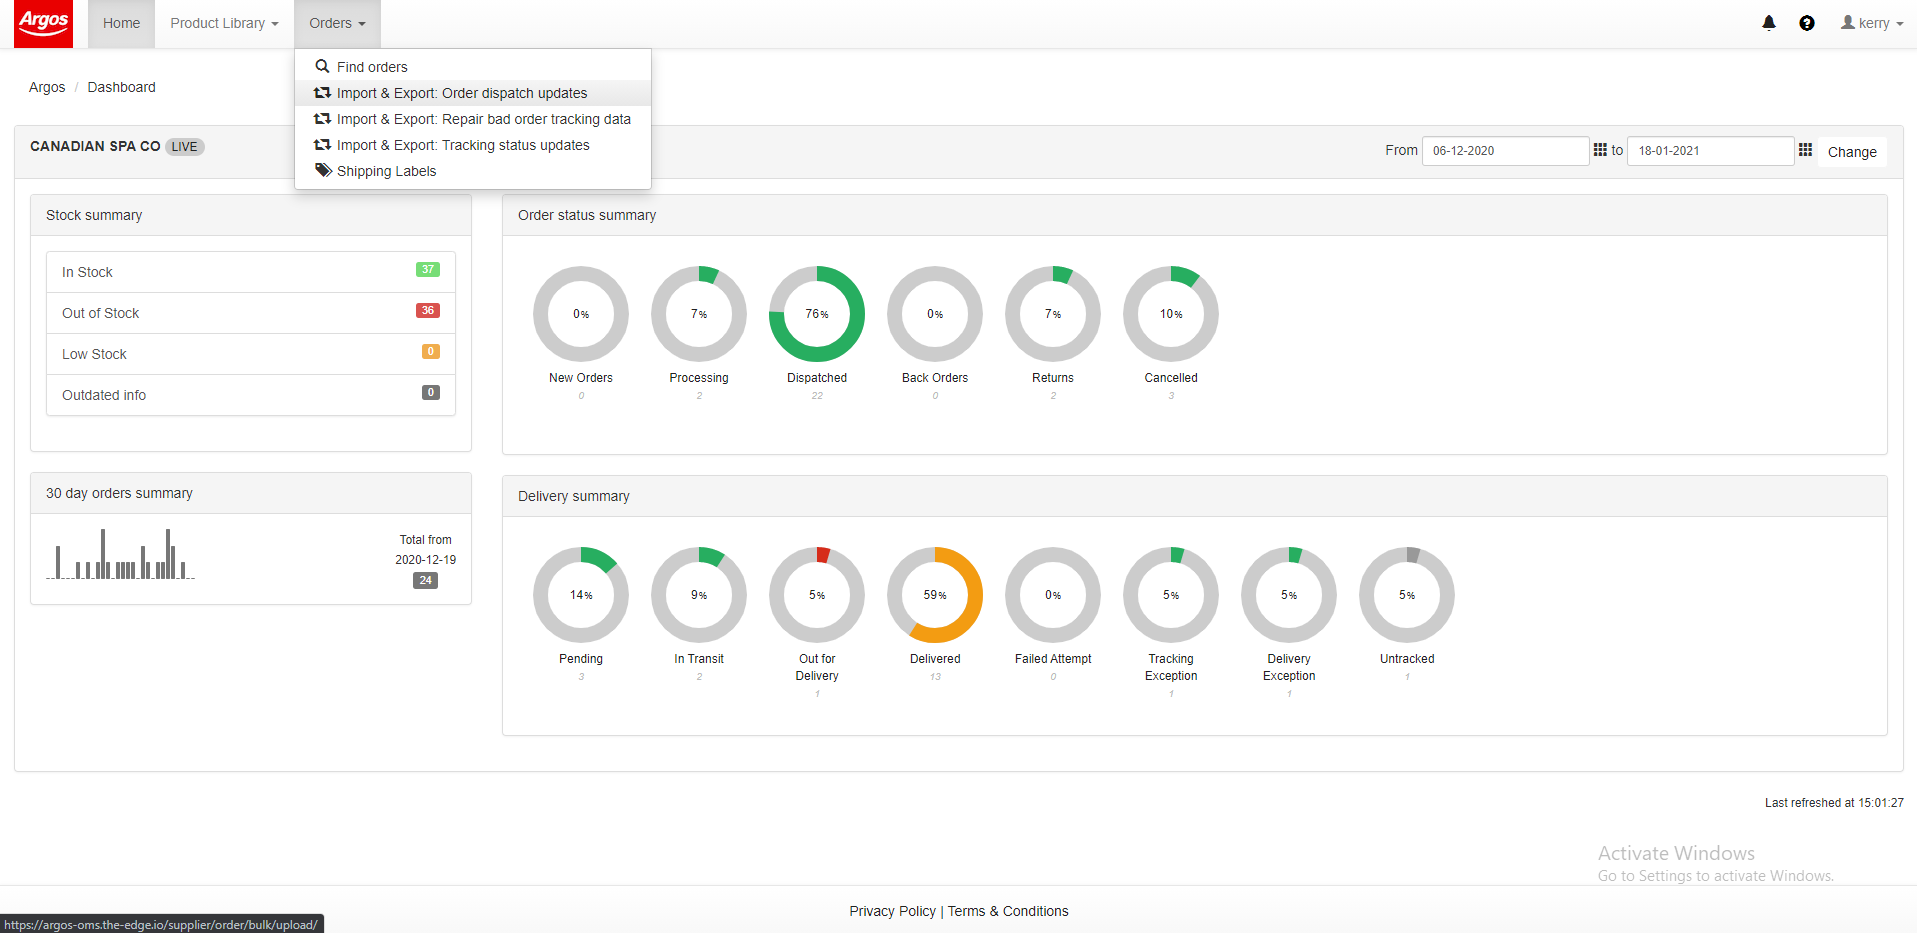 Argos
Home
Product Library
Orders
kerry
Find orders
Import & Export: Order dispatch updates
Import & Export: Repair bad order tracking data
Import & Export: Tracking status updates
Shipping Labels
Argos / Dashboard
CANADIAN SPA CO LIVE
From 06-12-2020 to 18-01-2021 Change
Stock summary
In Stock 37
Out of Stock 36
Low Stock 0
Outdated info 0
30 day orders summary
Total from
2020-12-19
24
Order status summary
0%
New Orders
0
7%
Processing
2
76%
Dispatched
22
0%
Back Orders
0
7%
Returns
2
10%
Cancelled
3
Delivery summary
14%
Pending
3
9%
In Transit
2
5%
Out for
Delivery
1
59%
Delivered
13
0%
Failed Attempt
0
5%
Tracking
Exception
1
5%
Delivery
Exception
1
5%
Untracked
1
Last refreshed at 15:01:27
Activate Windows
Go to Settings to activate Windows.
Privacy Policy | Terms & Conditions
https://argos-oms.the-edge.io/supplier/order/bulk/upload/